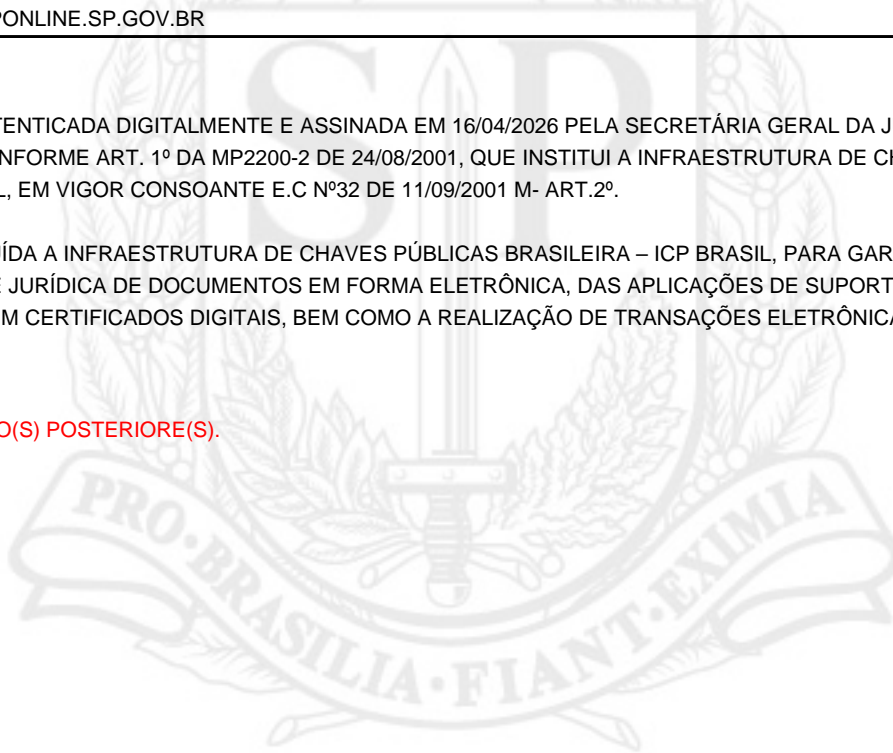 PONLINE.SP.GOV.BR
TENTICADA DIGITALMENTE E ASSINADA EM 16/04/2026 PELA SECRETÁRIA GERAL DA J
NFORME ART. 1º DA MP2200-2 DE 24/08/2001, QUE INSTITUI A INFRAESTRUTURA DE CH
L, EM VIGOR CONSOANTE E.C Nº32 DE 11/09/2001 M- ART.2º.
UÍDA A INFRAESTRUTURA DE CHAVES PÚBLICAS BRASILEIRA – ICP BRASIL, PARA GAR
E JURÍDICA DE DOCUMENTOS EM FORMA ELETRÔNICA, DAS APLICAÇÕES DE SUPORT
EM CERTIFICADOS DIGITAIS, BEM COMO A REALIZAÇÃO DE TRANSAÇÕES ELETRÔNICA
O(S) POSTERIORE(S).
SP
PRO·BRASILIA·FIANT·EXIMIA